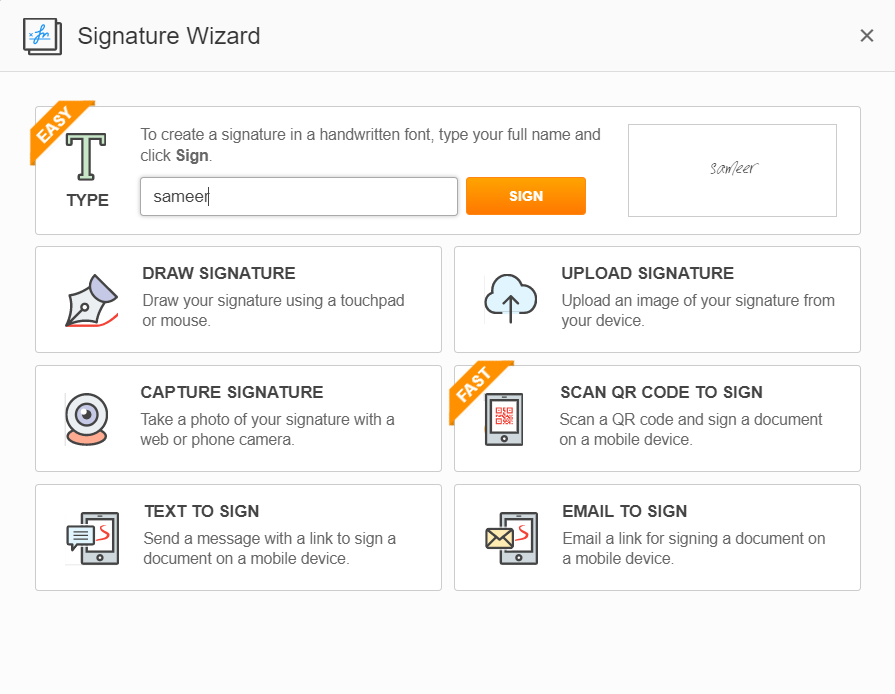 Signature Wizard
EASY
TYPE
To create a signature in a handwritten font, type your full name and
click Sign.
sameer
SIGN
sameer
DRAW SIGNATURE
Draw your signature using a touchpad
or mouse.
UPLOAD SIGNATURE
Upload an image of your signature from
your device.
CAPTURE SIGNATURE
Take a photo of your signature with a
web or phone camera.
FAST
SCAN QR CODE TO SIGN
Scan a QR code and sign a document
on a mobile device.
TEXT TO SIGN
Send a message with a link to sign a
document on a mobile device.
EMAIL TO SIGN
Email a link for signing a document on
a mobile device.